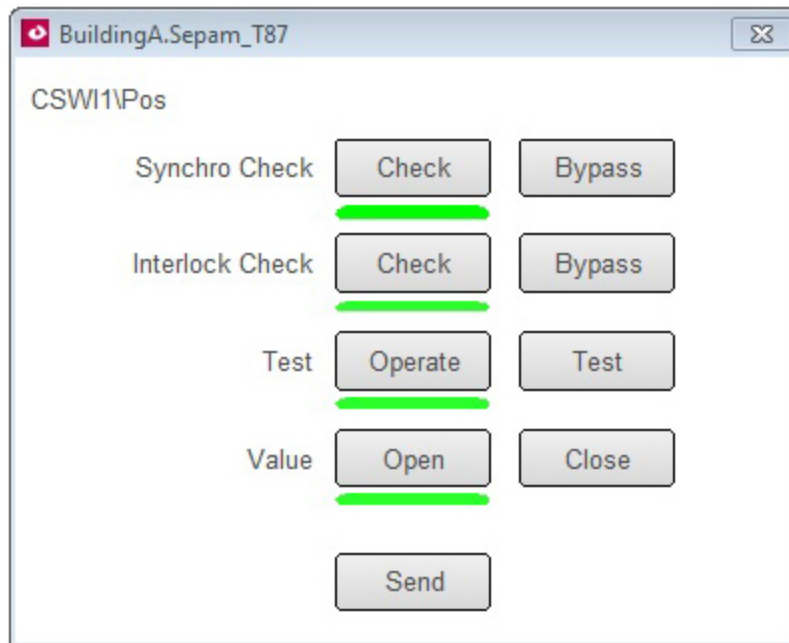 BuildingA.Sepam_T87
CSWI1\Pos
Synchro Check Check Bypass
Interlock Check Check Bypass
Test Operate Test
Value Open Close
Send